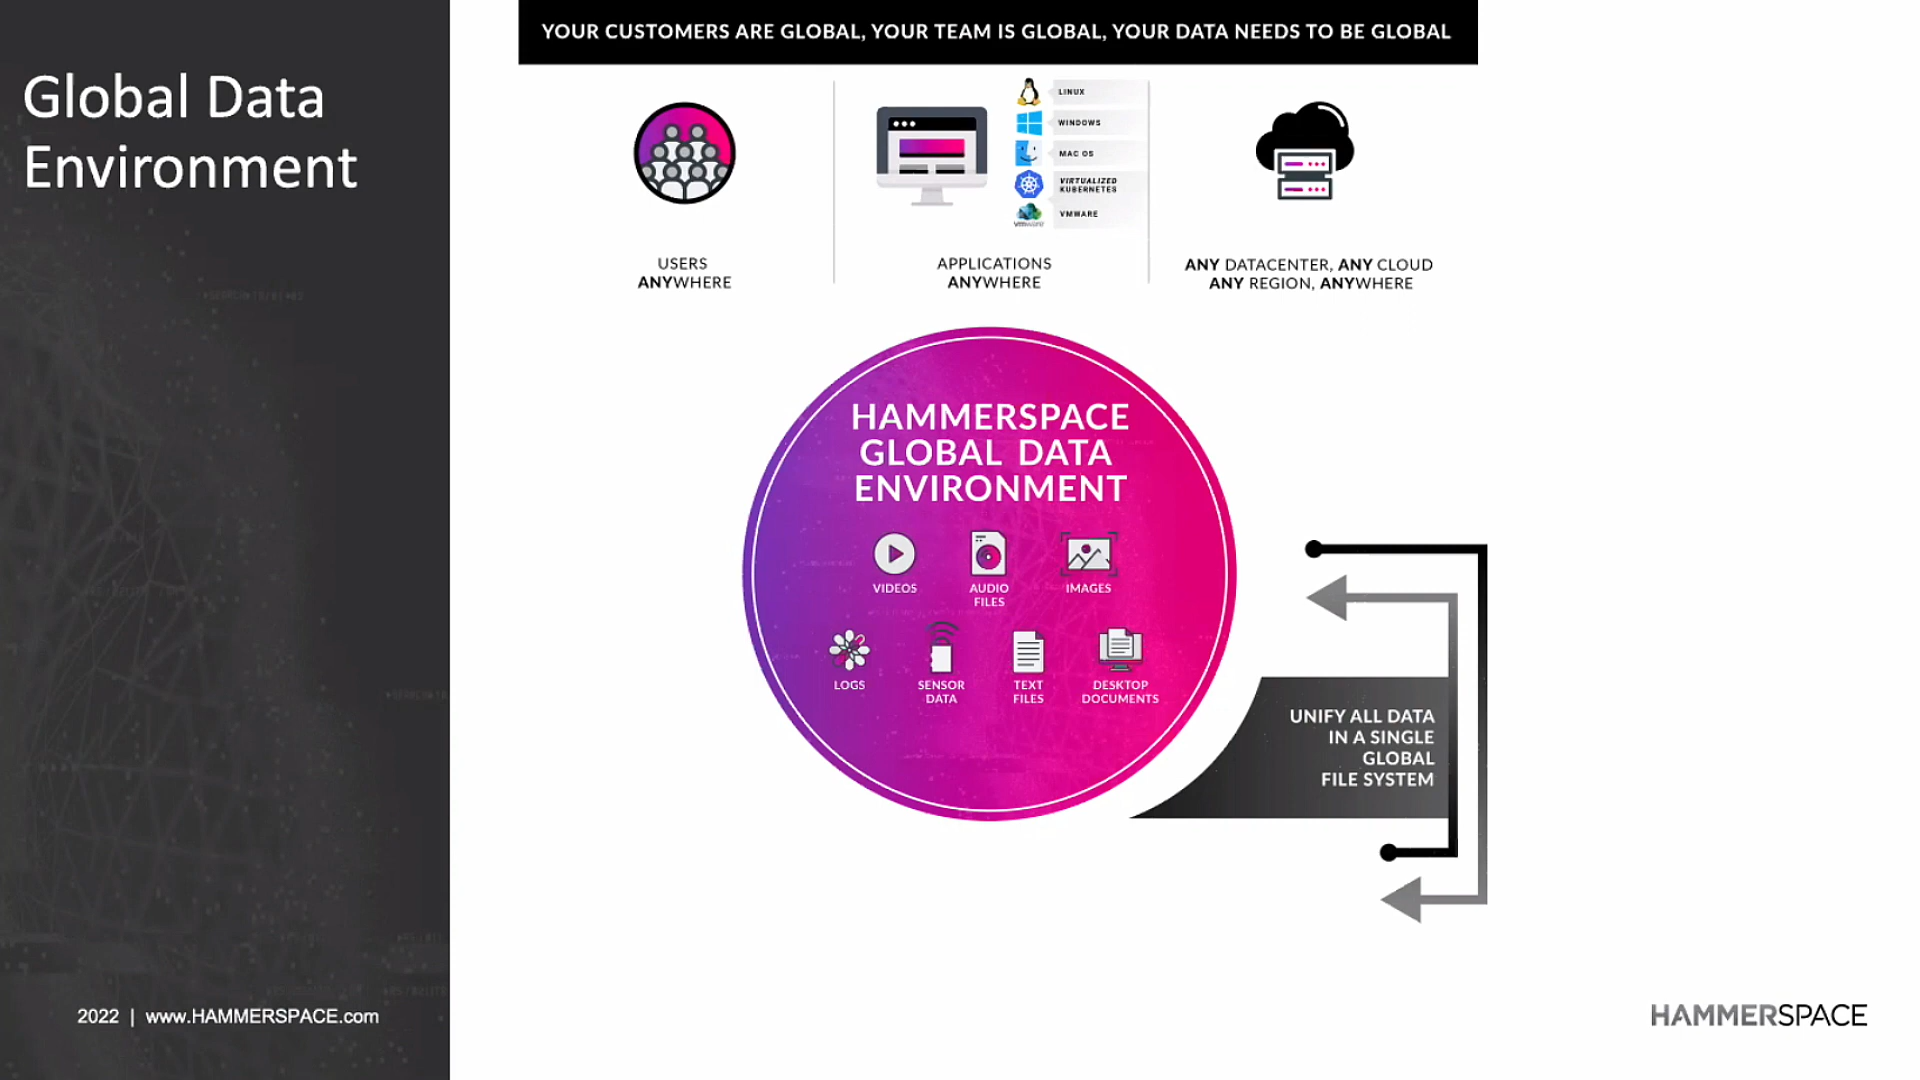 Global Data
Environment
YOUR CUSTOMERS ARE GLOBAL, YOUR TEAM IS GLOBAL, YOUR DATA NEEDS TO BE GLOBAL
LINUX
WINDOWS
MAC OS
VIRTUALIZED
KUBERNETES
vmware
VMWARE
USERS
ANYWHERE
APPLICATIONS
ANYWHERE
ANY DATACENTER, ANY CLOUD
ANY REGION, ANYWHERE
HAMMERSPACE
GLOBAL DATA
ENVIRONMENT
VIDEOS
AUDIO
FILES
IMAGES
LOGS
SENSOR
DATA
TEXT
FILES
DESKTOP
DOCUMENTS
UNIFY ALL DATA
IN A SINGLE
GLOBAL
FILE SYSTEM
2022 | www.HAMMERSPACE.com
HAMMERSPACE